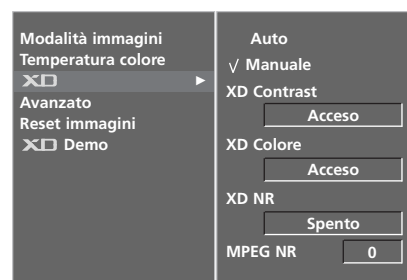 Modalità immagini
Temperatura colore
XD
Avanzato
Reset immagini
XD Demo
Auto
√ Manuale
XD Contrast
Acceso
XD Colore
Acceso
XD NR
Spento
MPEG NR 0